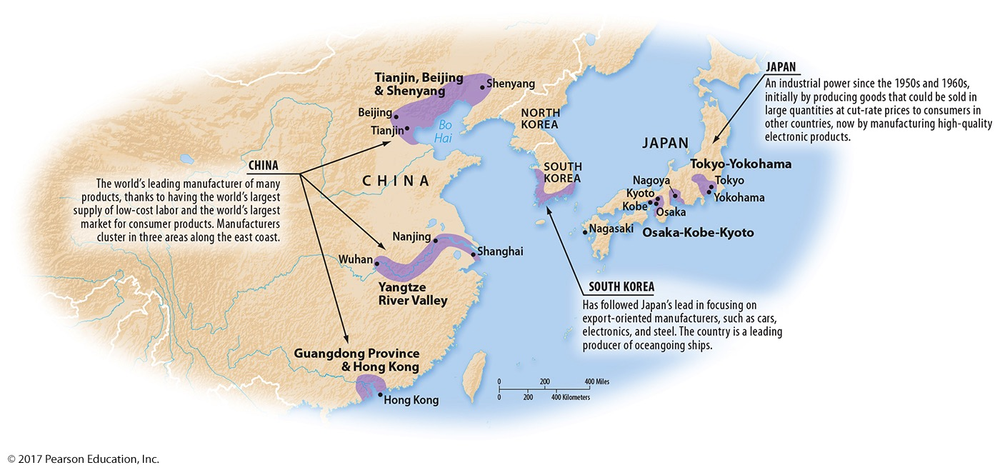 JAPAN
An industrial power since the 1950s and 1960s,
initially by producing goods that could be sold in
large quantities at cut-rate prices to consumers in
other countries, now by manufacturing high-quality
electronic products.
Tianjin, Beijing
& Shenyang
Shenyang
Beijing
Tianjin
Bo
Hai
NORTH
KOREA
JAPAN
CHINA
The world's leading manufacturer of many
products, thanks to having the world's largest
supply of low-cost labor and the world's largest
market for consumer products. Manufacturers
cluster in three areas along the east coast.
CHINA
SOUTH
KOREA
Tokyo-Yokohama
Nagoya
Tokyo
Kyoto
Yokohama
Kobe
Osaka
Nagasaki
Osaka-Kobe-Kyoto
Nanjing
Shanghai
Wuhan
Yangtze
River Valley
SOUTH KOREA
Has followed Japan's lead in focusing on
export-oriented manufacturers, such as cars,
electronics, and steel. The country is a leading
producer of oceangoing ships.
Guangdong Province
& Hong Kong
Hong Kong
0 200 400 Miles
0 200 400 Kilometers
© 2017 Pearson Education, Inc.